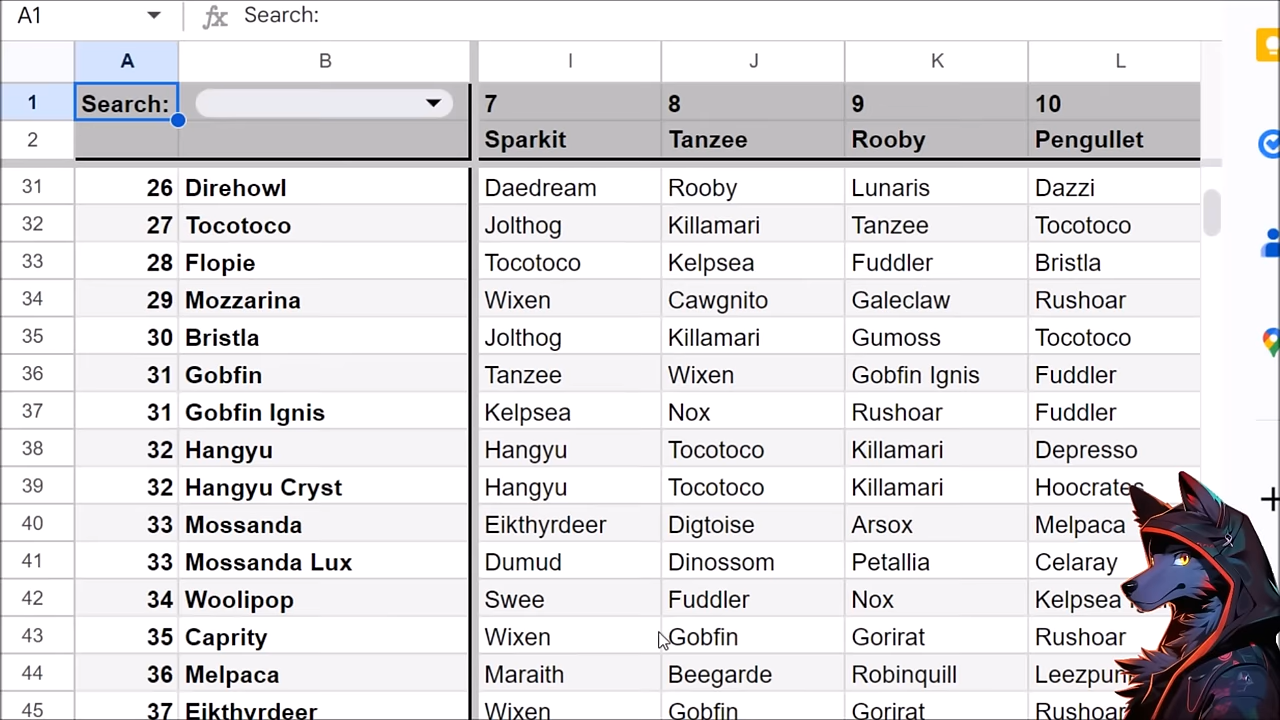 A1 Search:
A B I J K L
1 Search: 7 8 9 10
2 Sparkit Tanzee Rooby Pengullet
31 26 Direhowl Daedream Rooby Lunaris Dazzi
32 27 Tocotoco Jolthog Killamari Tanzee Tocotoco
33 28 Flopie Tocotoco Kelpsea Fuddler Bristla
34 29 Mozzarina Wixen Cawgnito Galeclaw Rushoar
35 30 Bristla Jolthog Killamari Gumoss Tocotoco
36 31 Gobfin Tanzee Wixen Gobfin Ignis Fuddler
37 31 Gobfin Ignis Kelpsea Nox Rushoar Fuddler
38 32 Hangyu Hangyu Tocotoco Killamari Depresso
39 32 Hangyu Cryst Hangyu Tocotoco Killamari Hoocrates
40 33 Mossanda Eikthyrdeer Digtoise Arsox Melpaca
41 33 Mossanda Lux Dumud Dinossom Petallia Celaray
42 34 Woolipop Swee Fuddler Nox Kelpsea
43 35 Caprity Wixen Gobfin Gorirat Rushoar
44 36 Melpaca Maraith Beegarde Robinquill
45 37 Eikthyrdeer Wixen Gobfin Gorirat Rushoar